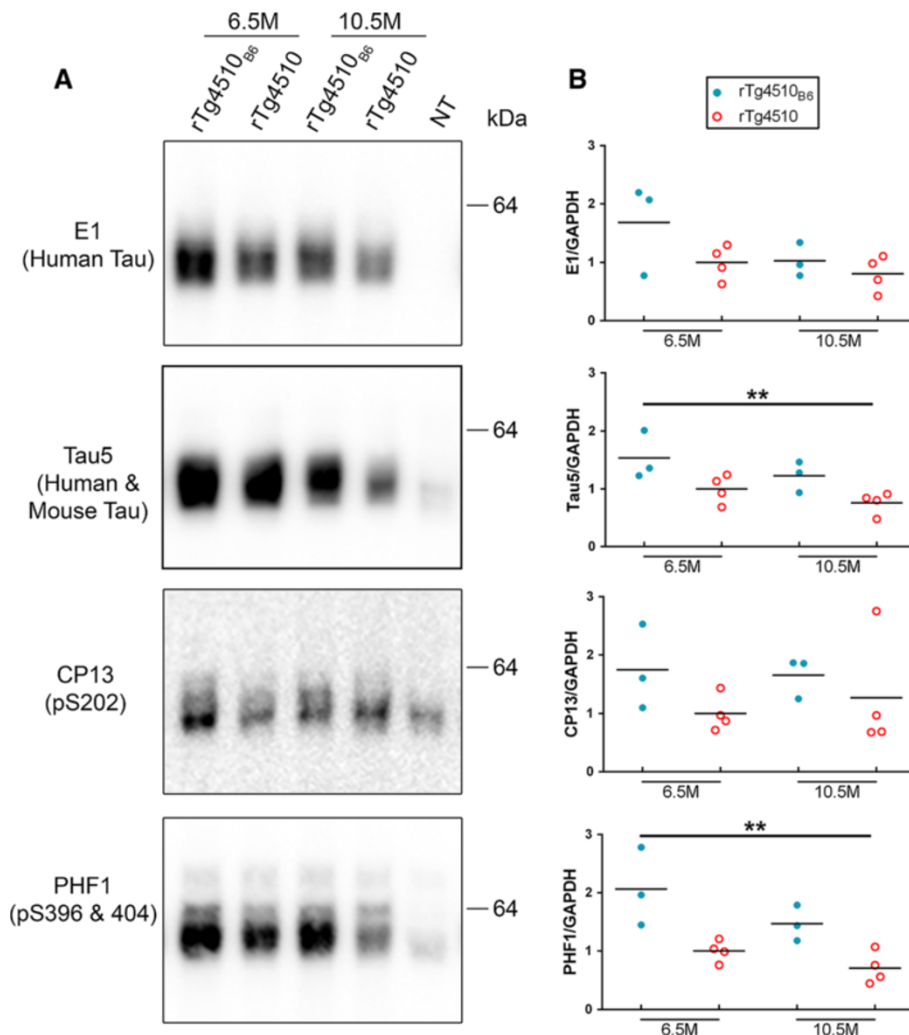 6.5M 10.5M
A
rTg4510B6 rTg4510 rTg4510B6 rTg4510 NT
kDa
E1
(Human Tau)
64
Tau5
(Human &
Mouse Tau)
64
CP13
(pS202)
64
PHF1
(pS396 & 404)
64
B
rTg4510B6
rTg4510
E1/GAPDH
3
2
1
0
6.5M 10.5M
Tau5/GAPDH
3
2
1
0
**
6.5M 10.5M
CP13/GAPDH
3
2
1
0
6.5M 10.5M
PHF1/GAPDH
3
2
1
0
**
6.5M 10.5M